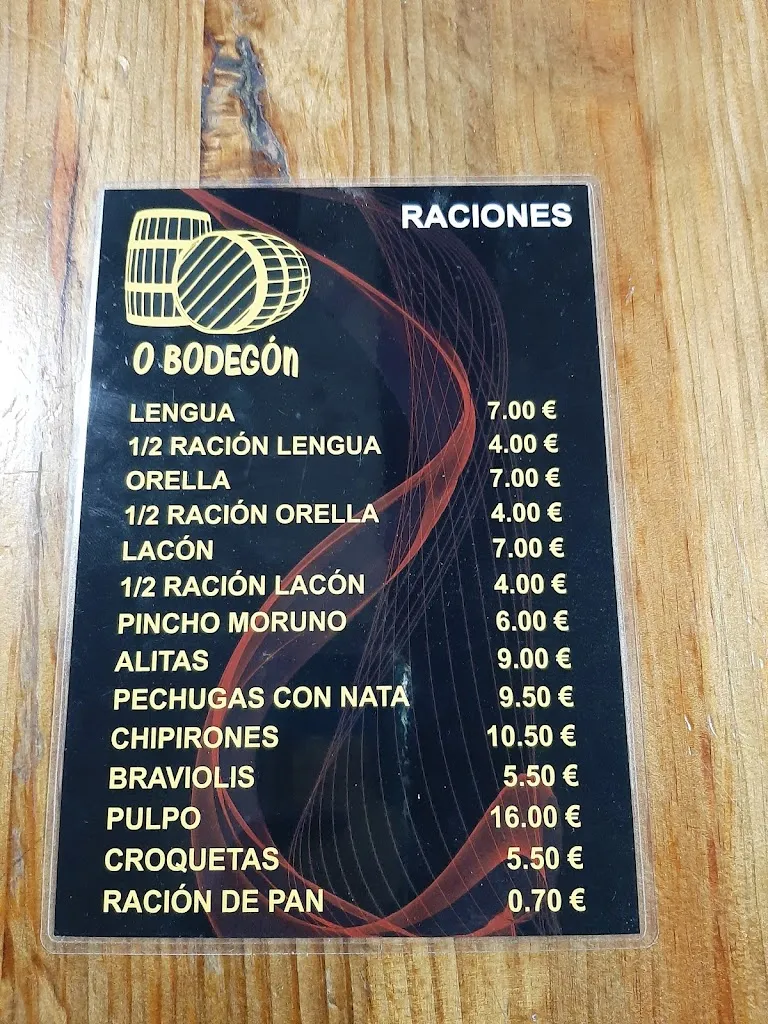 RACIONES
O BODEGÓn
LENGUA 7.00 €
1/2 RACIÓN LENGUA 4.00 €
ORELLA 7.00 €
1/2 RACIÓN ORELLA 4.00 €
LACÓN 7.00 €
1/2 RACIÓN LACÓN 4.00 €
PINCHO MORUNO 6.00 €
ALITAS 9.00 €
PECHUGAS CON NATA 9.50 €
CHIPIRONES 10.50 €
BRAVIOLIS 5.50 €
PULPO 16.00 €
CROQUETAS 5.50 €
RACIÓN DE PAN 0.70 €